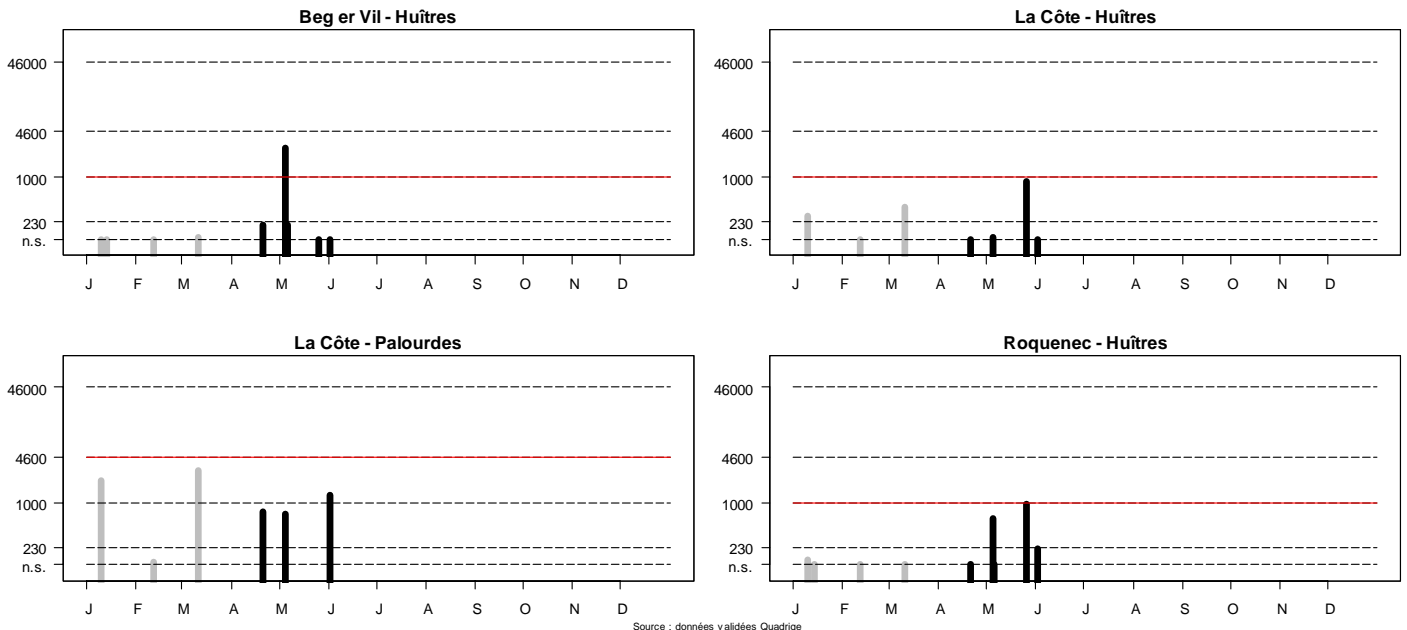 Beg er Vil - Huîtres
46000
4600
1000
230
n.s.
J F M A M J J A S O N D
La Côte - Huîtres
46000
4600
1000
230
n.s.
J F M A M J J A S O N D
La Côte - Palourdes
46000
4600
1000
230
n.s.
J F M A M J J A S O N D
Roquenec - Huîtres
46000
4600
1000
230
n.s.
J F M A M J J A S O N D
Source : données validées Quadrige